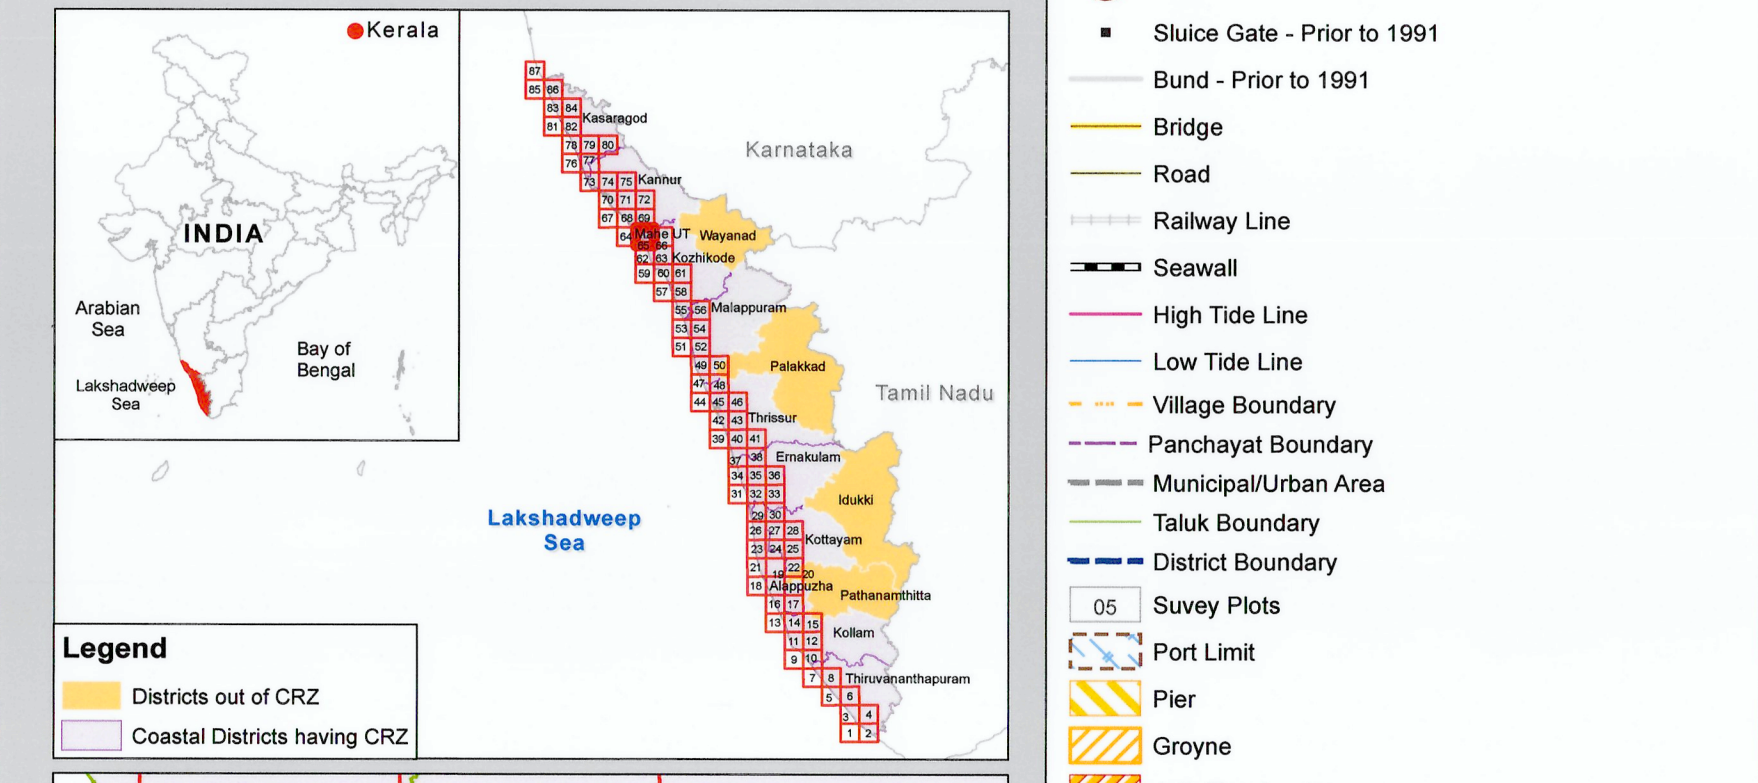 Kerala
INDIA
Arabian
Sea
Bay of
Bengal
Lakshadweep
Sea
87
85 86
83 84
Kasaragod
81 82
78 79 80
Karnataka
76 77
73 74 75 Kannur
70 71 72
67 68 69
64 Mahe UT Wayanad
65 66
62 63 Kozhikode
59 60 61
57 58
55 56 Malappuram
53 54
51 52
49 50 Palakkad
47 48
Tamil Nadu
44 45 46
42 43 Thrissur
39 40 41
37 38 Ernakulam
34 35 36
31 32 33 Idukki
29 30
Lakshadweep
Sea
26 27 28
Kottayam
23 24 25
21 22
19 20
18 Alappuzha
Pathanamthitta
16 17
13 14 15
Kollam
11 12
9 10
7 8 Thiruvananthapuram
5 6
3 4
1 2
Legend
Districts out of CRZ
Coastal Districts having CRZ
Sluice Gate - Prior to 1991
Bund - Prior to 1991
Bridge
Road
Railway Line
Seawall
High Tide Line
Low Tide Line
Village Boundary
Panchayat Boundary
Municipal/Urban Area
Taluk Boundary
District Boundary
05 Suvey Plots
Port Limit
Pier
Groyne